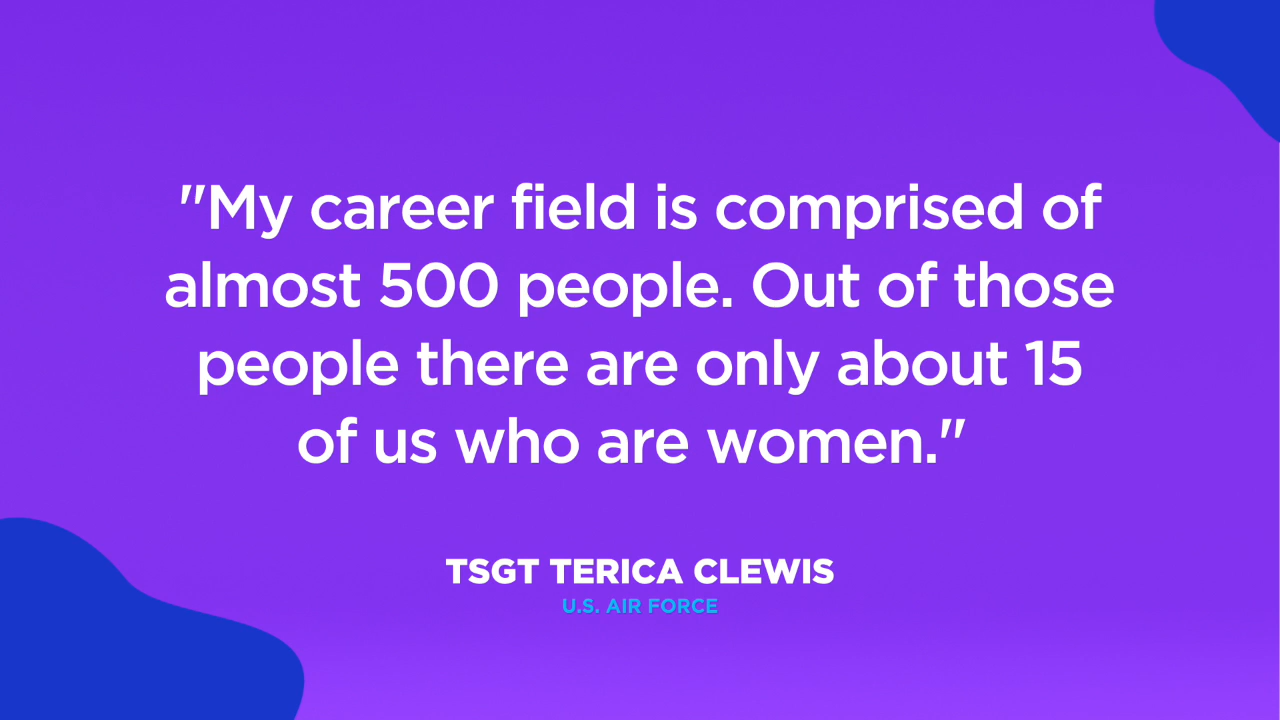 "My career field is comprised of
almost 500 people. Out of those
people there are only about 15
of us who are women."
TSGT TERICA CLEWIS
U.S. AIR FORCE